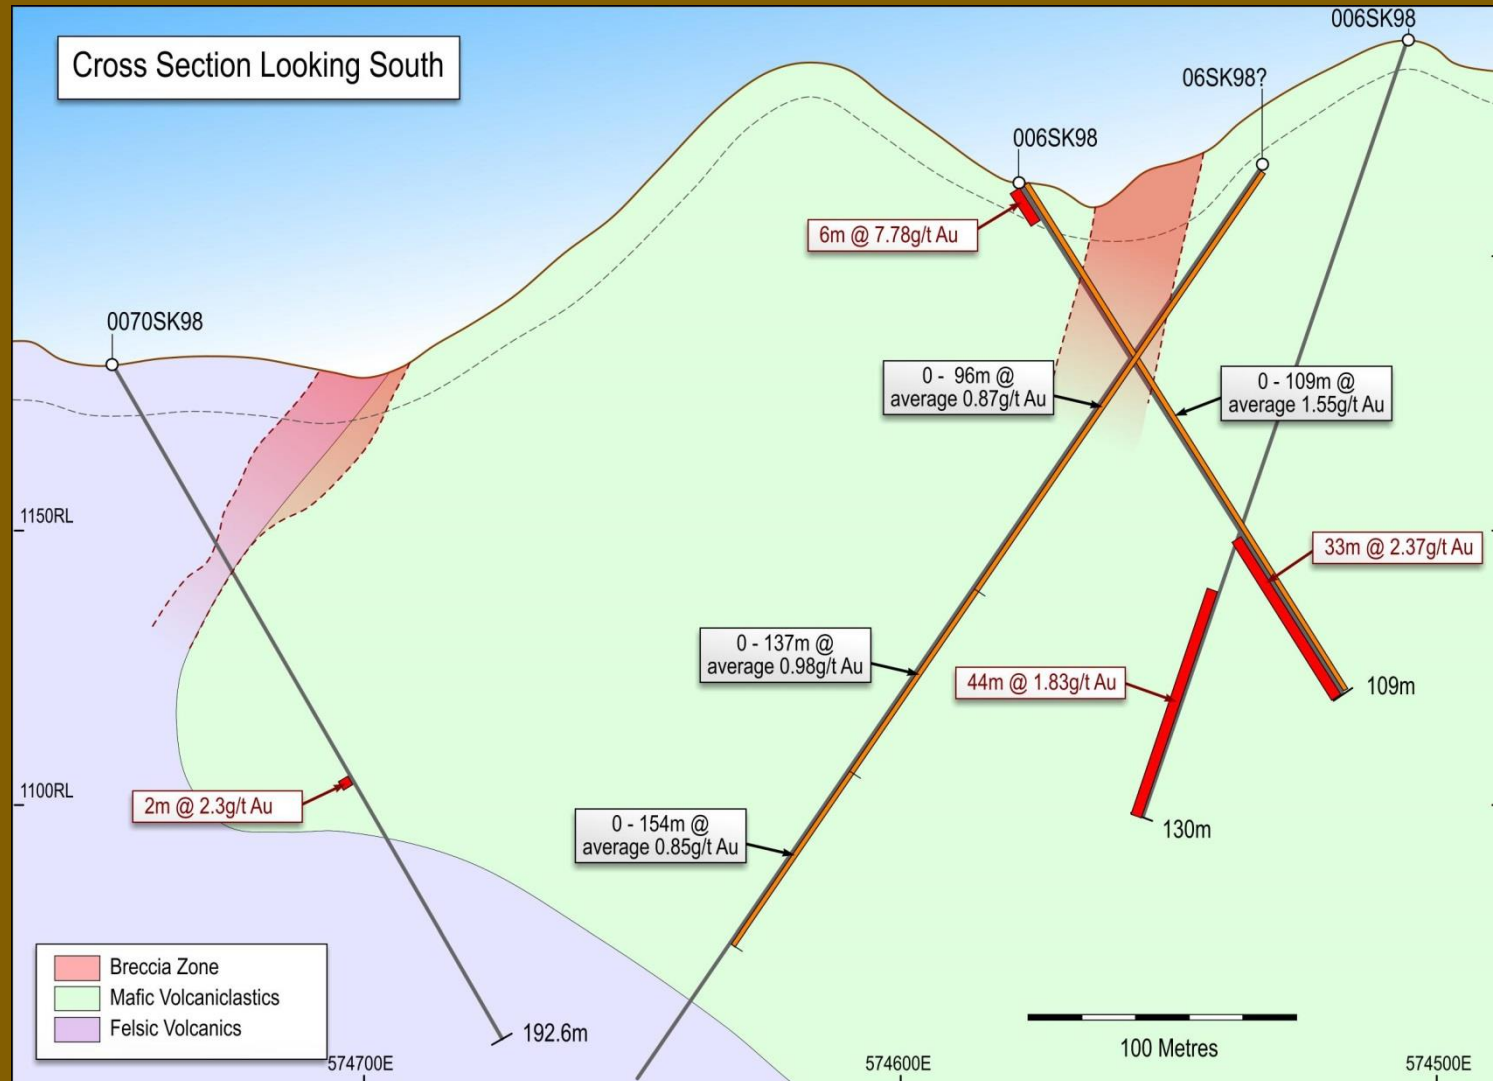 Cross Section Looking South
006SK98
06SK98?
006SK98
6m @ 7.78g/t Au
0070SK98
0 - 96m @
average 0.87g/t Au
0 - 109m @
average 1.55g/t Au
1150RL
33m @ 2.37g/t Au
0 - 137m @
average 0.98g/t Au
44m @ 1.83g/t Au
109m
1100RL
2m @ 2.3g/t Au
0 - 154m @
average 0.85g/t Au
130m
Breccia Zone
Mafic Volcaniclastics
Felsic Volcanics
192.6m
100 Metres
574700E
574600E
574500E